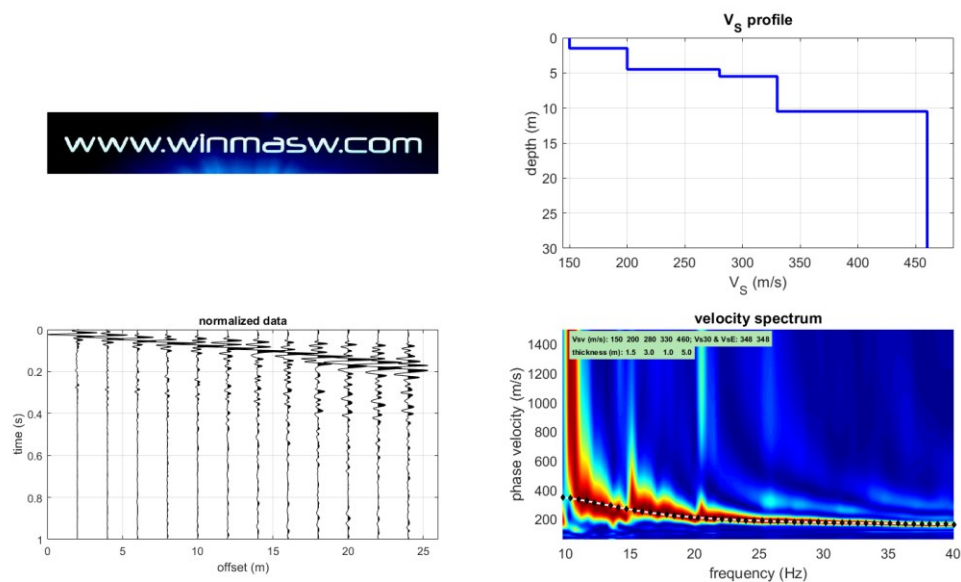 www.winmasw.com
V_S profile
0
5
10
15
20
25
30
depth (m)
150 200 250 300 350 400 450
V_S (m/s)
normalized data
0
0.2
0.4
0.6
0.8
1
time (s)
0 5 10 15 20 25
offset (m)
velocity spectrum
Vsv (m/s): 150 200 280 330 460; Vs30 & VsE: 348 348
thickness (m): 1.5 3.0 1.0 5.0
1400
1200
1000
800
600
400
200
phase velocity (m/s)
10 15 20 25 30 35 40
frequency (Hz)